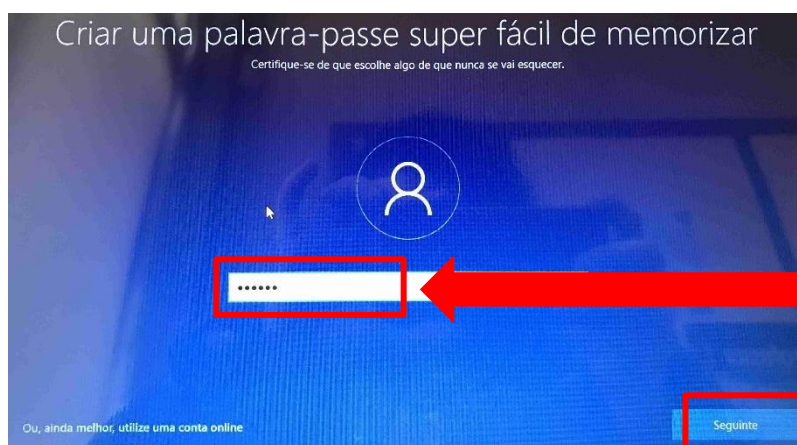 Criar uma palavra-passe super fácil de memorizar
Certifique-se de que escolhe algo de que nunca se vai esquecer.
••••••
Ou, ainda melhor, utilize uma conta online
Seguinte